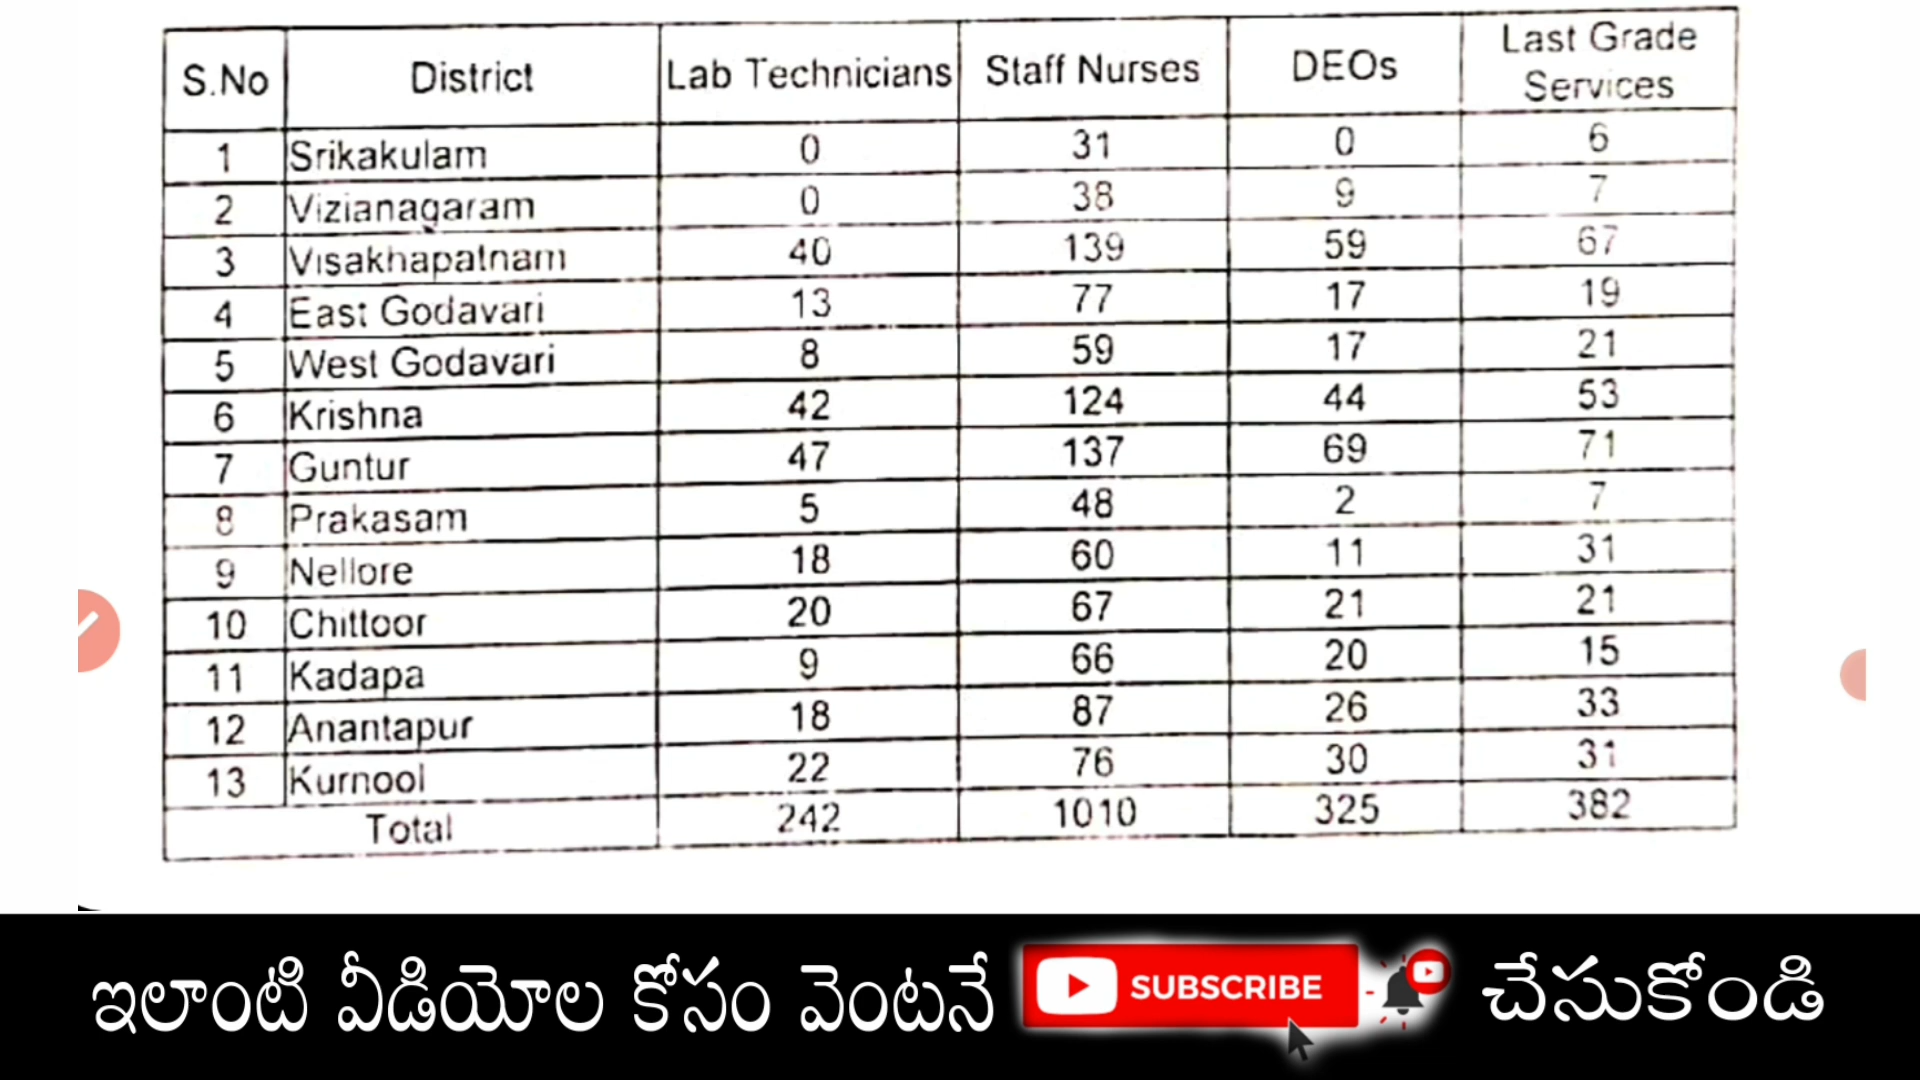 S.No District Lab Technicians Staff Nurses DEOs Last Grade Services
1 Srikakulam 0 31 0 6
2 Vizianagaram 0 38 9 7
3 Visakhapatnam 40 139 59 67
4 East Godavari 13 77 17 19
5 West Godavari 8 59 17 21
6 Krishna 42 124 44 53
7 Guntur 47 137 69 71
8 Prakasam 5 48 2 7
9 Nellore 18 60 11 31
10 Chittoor 20 67 21 21
11 Kadapa 9 66 20 15
12 Anantapur 18 87 26 33
13 Kurnool 22 76 30 31
Total 242 1010 325 382
ఇలాంటి వీడియోల కోసం వెంటనే SUBSCRIBE చేసుకోండి